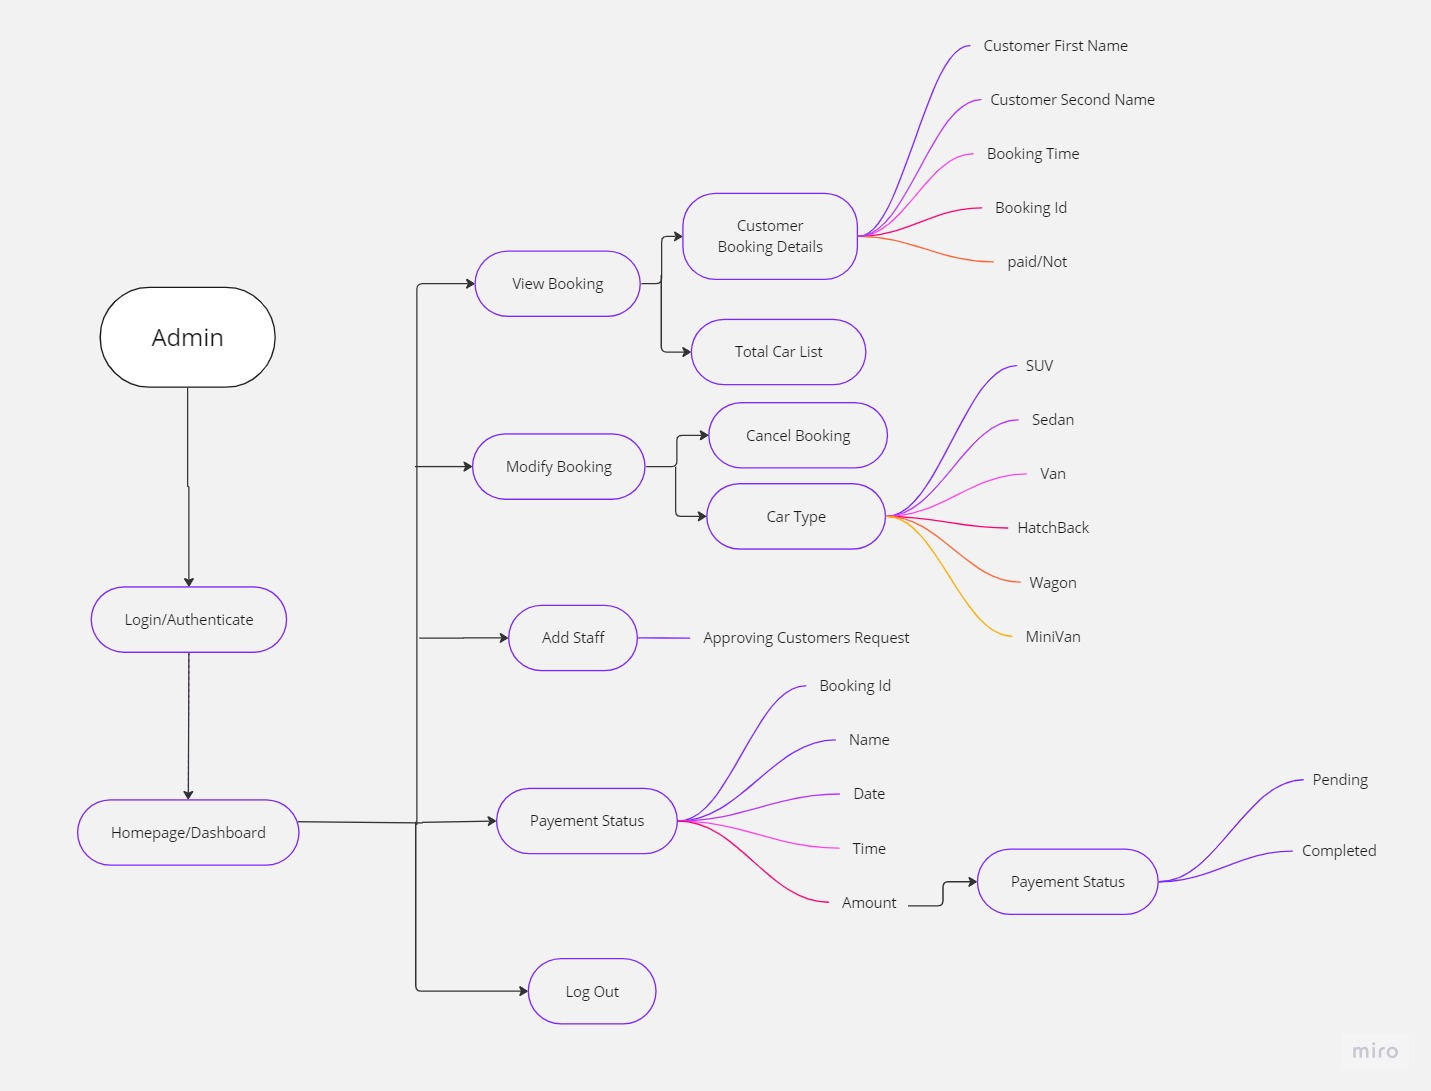 Admin
Login/Authenticate
Homepage/Dashboard
View Booking
Customer
Booking Details
Customer First Name
Customer Second Name
Booking Time
Booking Id
paid/Not
Total Car List
Modify Booking
Cancel Booking
Car Type
SUV
Sedan
Van
HatchBack
Wagon
MiniVan
Add Staff
Approving Customers Request
Payement Status
Booking Id
Name
Date
Time
Amount
Payement Status
Pending
Completed
Log Out
miro